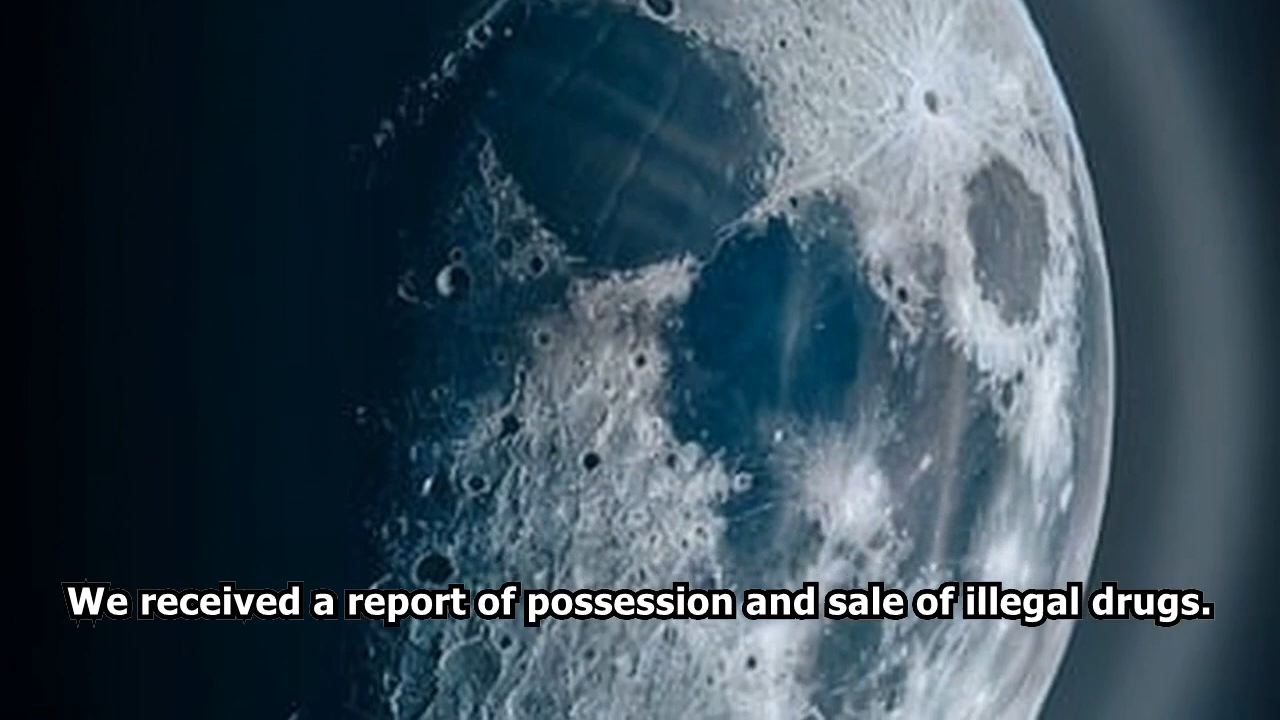 We received a report of possession and sale of illegal drugs.